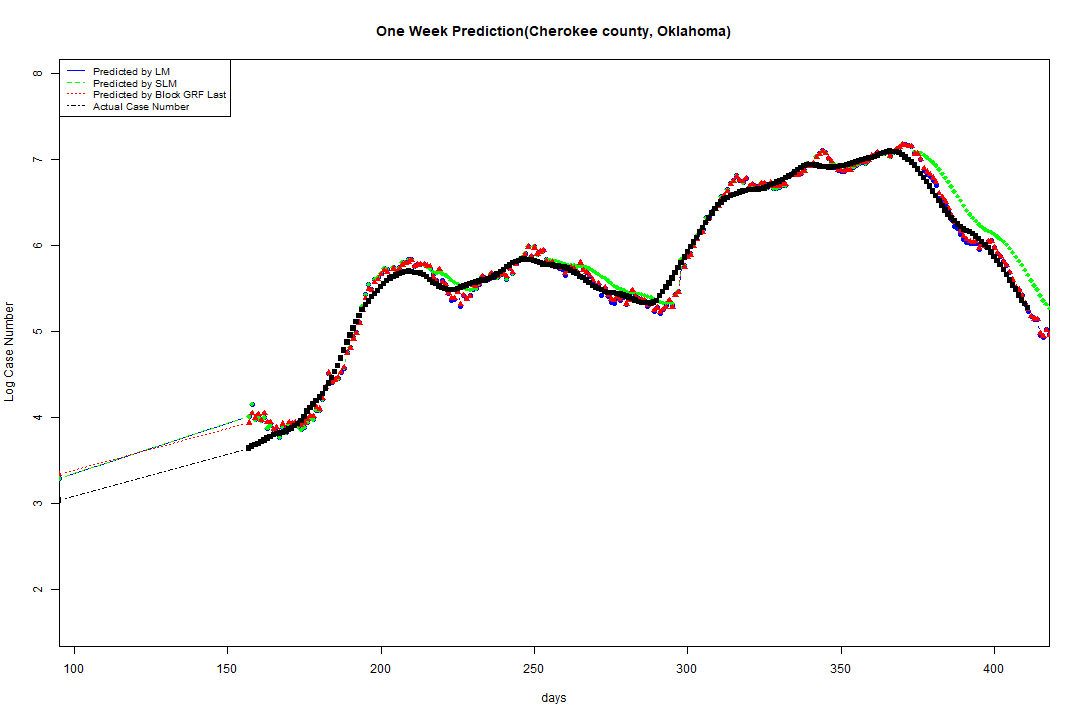 One Week Prediction(Cherokee county, Oklahoma)
Predicted by LM
Predicted by SLM
Predicted by Block GRF Last
Actual Case Number
8
7
6
5
4
3
2
Log Case Number
100 150 200 250 300 350 400
days